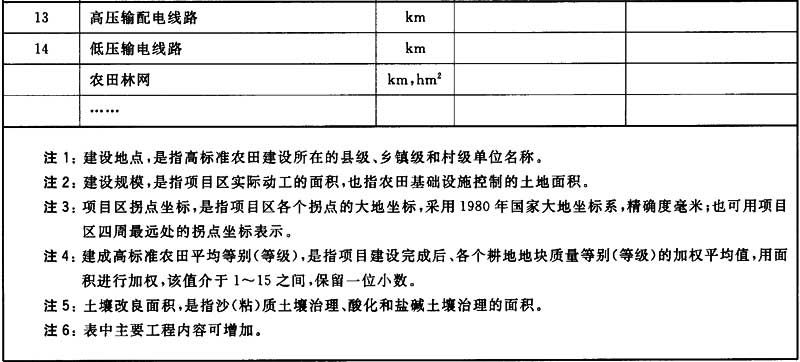 13 高压输配电线路 km
14 低压输电线路 km
农田林网 km,hm²
……
注1：建设地点,是指高标准农田建设所在的县级、乡镇级和村级单位名称。
注2：建设规模,是指项目区实际动工的面积,也指农田基础设施控制的土地面积。
注3：项目区拐点坐标,是指项目区各个拐点的大地坐标,采用1980年国家大地坐标系,精确度毫米;也可用项目
区四周最远处的拐点坐标表示。
注4：建成高标准农田平均等别(等级),是指项目建设完成后、各个耕地地块质量等别(等级)的加权平均值,用面
积进行加权,该值介于1～15之间,保留一位小数。
注5：土壤改良面积,是指沙(粘)质土壤治理、酸化和盐碱土壤治理的面积。
注6：表中主要工程内容可增加。